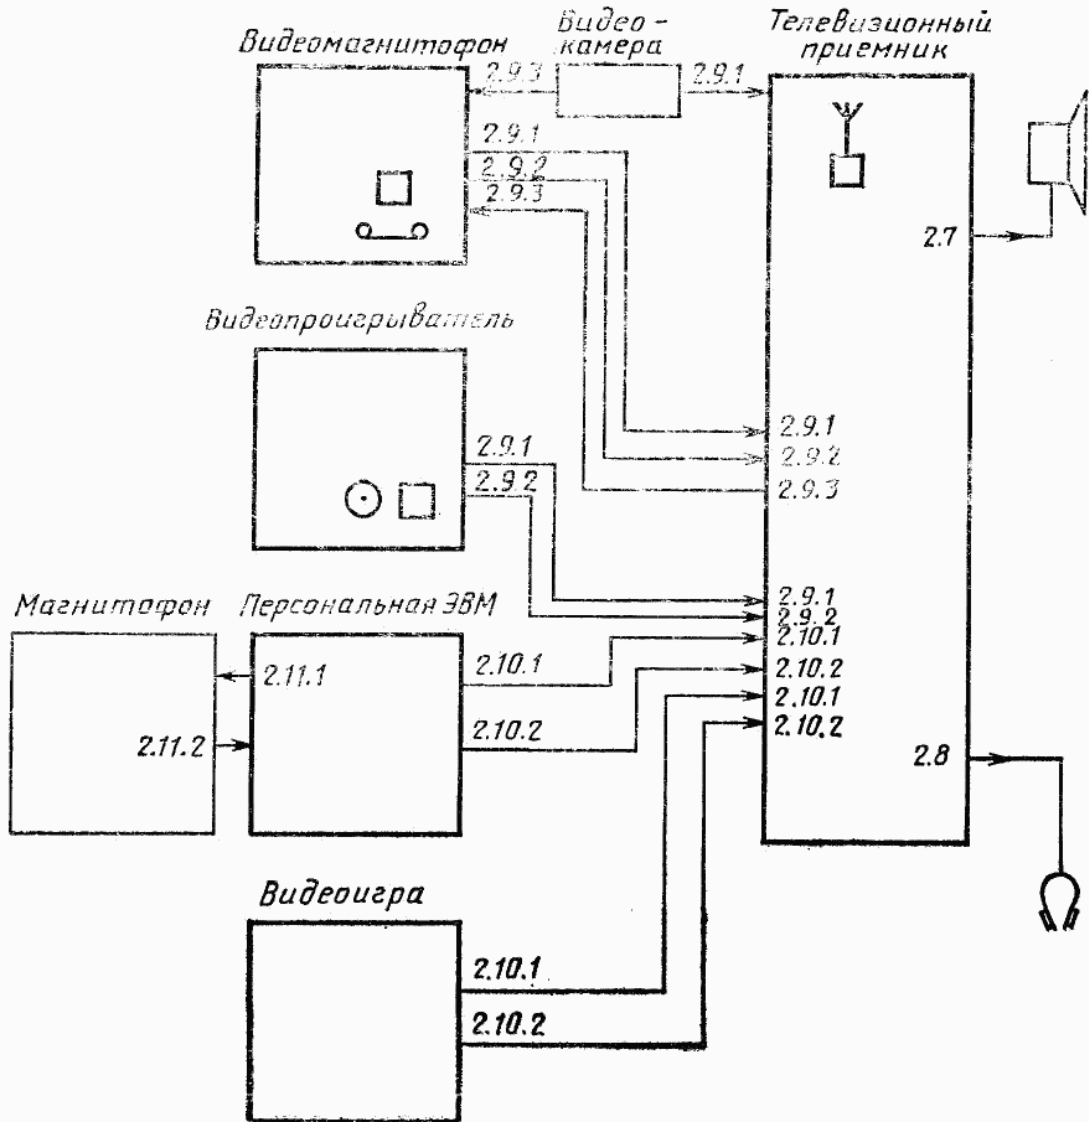 Видео-
камера
Телевизионный
приемник
Видеомагнитофон
2.9.3
2.9.1
2.9.1
2.9.2
2.9.3
2.7
Видеопроигрыватель
2.9.1
2.9.2
2.9.1
2.9.2
2.9.3
Магнитофон
Персональная ЭВМ
2.9.1
2.9.2
2.10.1
2.10.2
2.10.1
2.10.2
2.11.1
2.10.1
2.11.2
2.10.2
2.8
Видеоигра
2.10.1
2.10.2